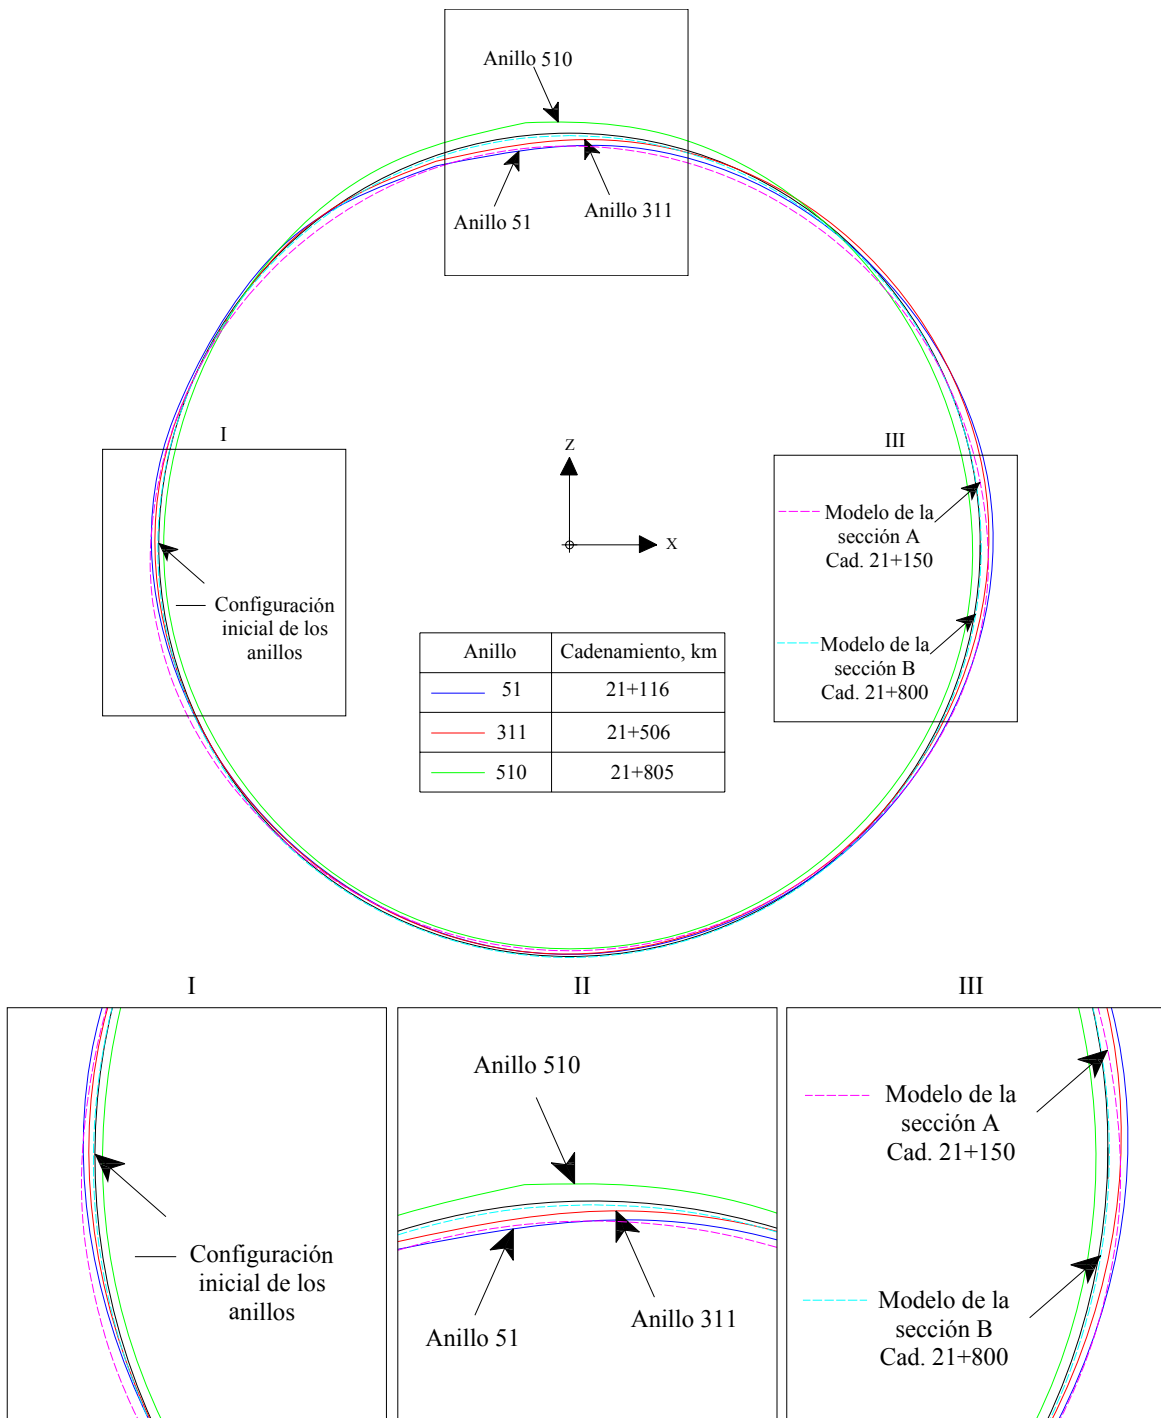 Anillo 510
Anillo 51
Anillo 311
I
III
Z
X
Modelo de la
sección A
Cad. 21+150
Configuración
inicial de los
anillos
Modelo de la
sección B
Cad. 21+800
Anillo Cadenamiento, km
51 21+116
311 21+506
510 21+805
I
II
III
Anillo 510
Modelo de la
sección A
Cad. 21+150
Configuración
inicial de los
anillos
Anillo 51
Anillo 311
Modelo de la
sección B
Cad. 21+800